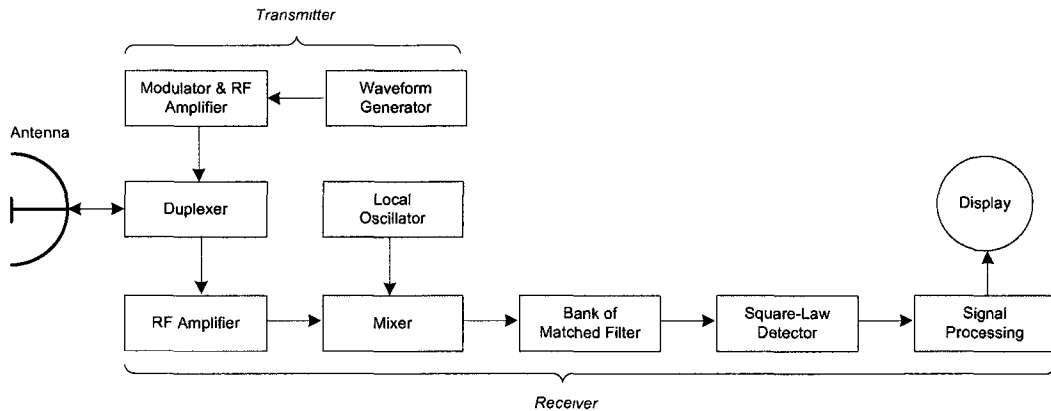 Transmitter
Modulator & RF
Amplifier
Waveform
Generator
Antenna
Duplexer
Local
Oscillator
Display
RF Amplifier
Mixer
Bank of
Matched Filter
Square-Law
Detector
Signal
Processing
Receiver